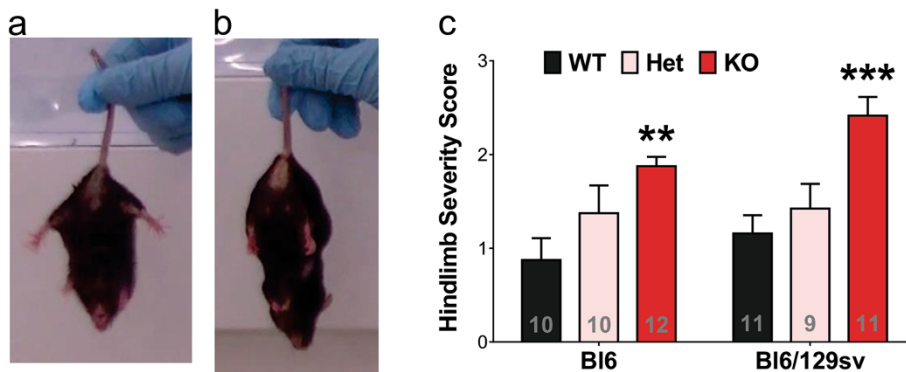 a
b
c
WT Het KO
Hindlimb Severity Score
3
2
1
0
**
***
10 10 12 11 9 11
Bl6 Bl6/129sv